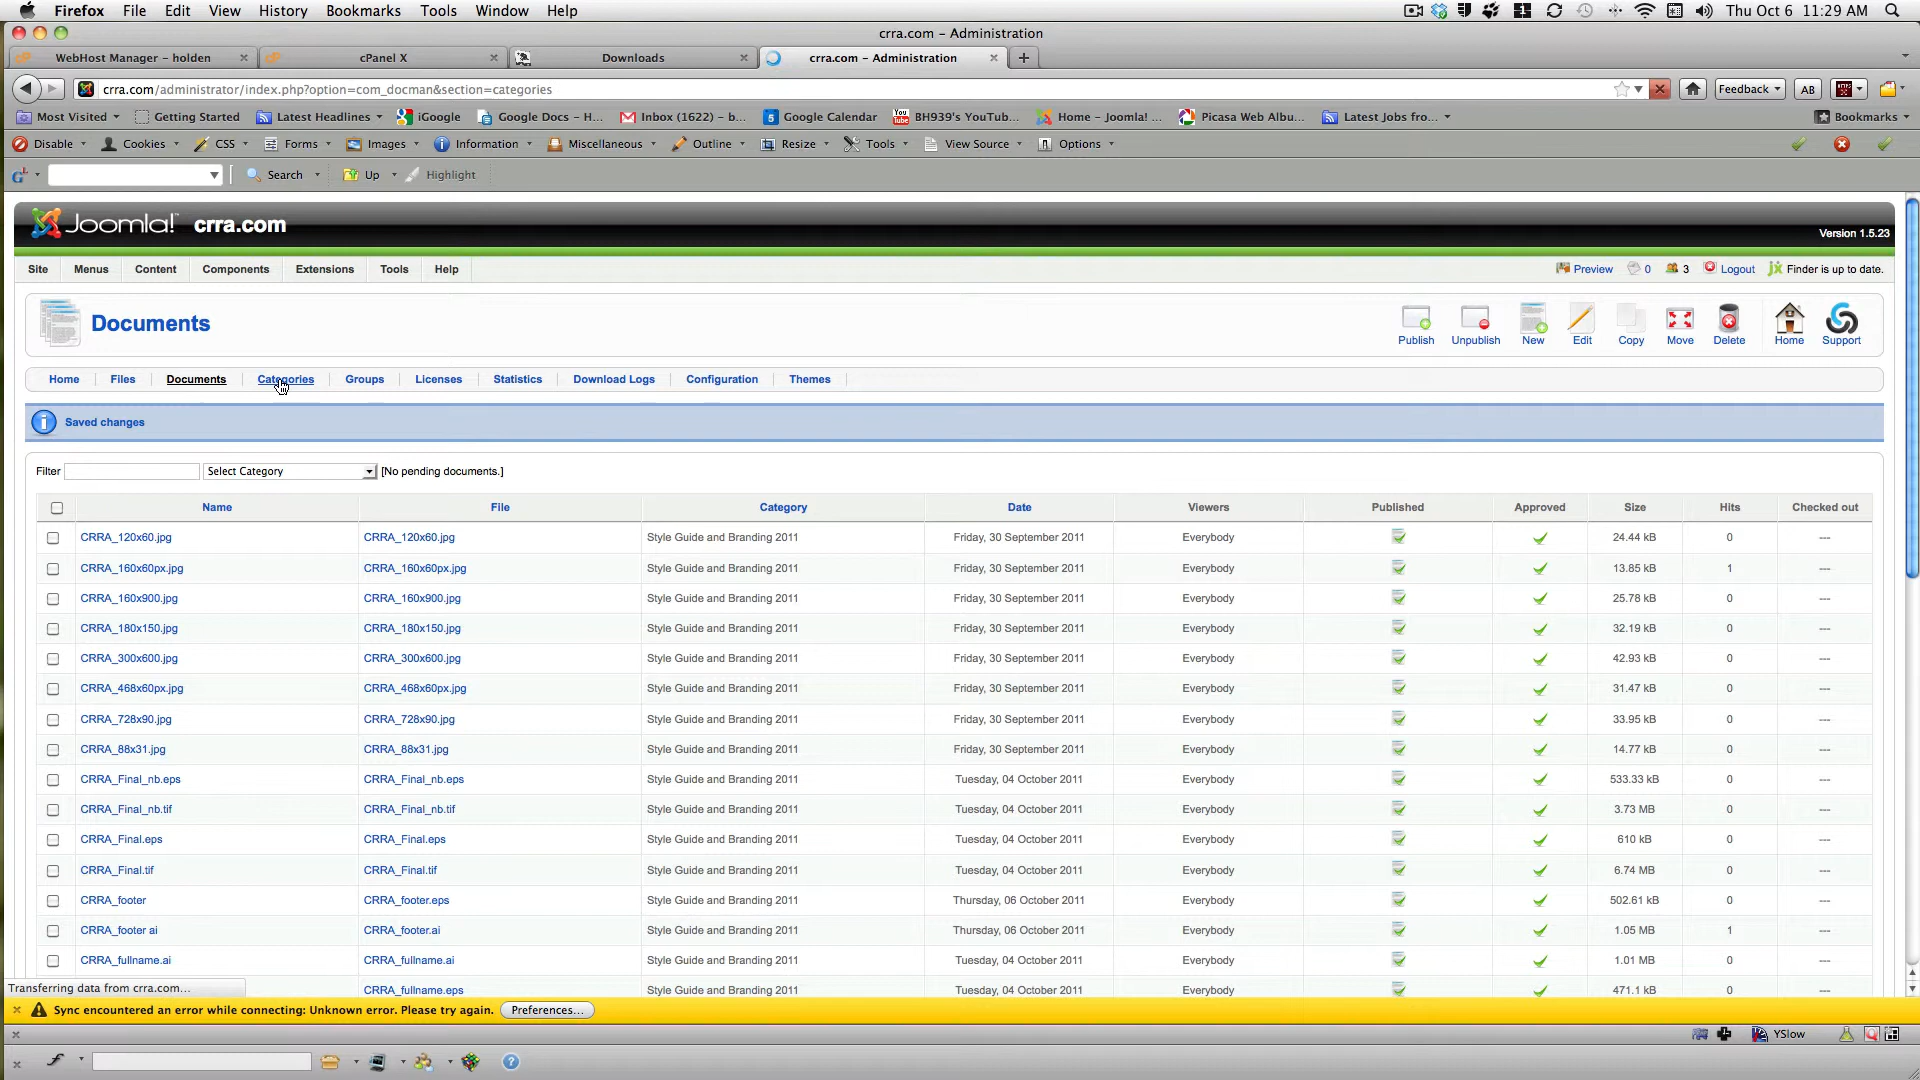 Firefox File Edit View History Bookmarks Tools Window Help Thu Oct 6 11:29 AM
crra.com – Administration
WebHost Manager - holden cPanel X Downloads crra.com – Administration
crra.com/administrator/index.php?option=com_docman&section=categories Feedback AB
Most Visited Getting Started Latest Headlines iGoogle Google Docs - H... Inbox (1622) – b... 5 Google Calendar BH939's YouTub... Home – Joomla! ... Picasa Web Albu... Latest Jobs fro... Bookmarks
Disable Cookies CSS Forms Images Information Miscellaneous Outline Resize Tools View Source Options
Search Up Highlight
Joomla! crra.com
Version 1.5.23
Site Menus Content Components Extensions Tools Help Preview 0 3 Logout Finder is up to date.
Documents
Publish Unpublish New Edit Copy Move Delete Home Support
Home Files Documents Categories Groups Licenses Statistics Download Logs Configuration Themes
Saved changes
Filter Select Category [No pending documents.]
Name File Category Date Viewers Published Approved Size Hits Checked out
CRRA_120x60.jpg CRRA_120x60.jpg Style Guide and Branding 2011 Friday, 30 September 2011 Everybody 24.44 kB 0 ---
CRRA_160x60px.jpg CRRA_160x60px.jpg Style Guide and Branding 2011 Friday, 30 September 2011 Everybody 13.85 kB 1 ---
CRRA_160x900.jpg CRRA_160x900.jpg Style Guide and Branding 2011 Friday, 30 September 2011 Everybody 25.78 kB 0 ---
CRRA_180x150.jpg CRRA_180x150.jpg Style Guide and Branding 2011 Friday, 30 September 2011 Everybody 32.19 kB 0 ---
CRRA_300x600.jpg CRRA_300x600.jpg Style Guide and Branding 2011 Friday, 30 September 2011 Everybody 42.93 kB 0 ---
CRRA_468x60px.jpg CRRA_468x60px.jpg Style Guide and Branding 2011 Friday, 30 September 2011 Everybody 31.47 kB 0 ---
CRRA_728x90.jpg CRRA_728x90.jpg Style Guide and Branding 2011 Friday, 30 September 2011 Everybody 33.95 kB 0 ---
CRRA_88x31.jpg CRRA_88x31.jpg Style Guide and Branding 2011 Friday, 30 September 2011 Everybody 14.77 kB 0 ---
CRRA_Final_nb.eps CRRA_Final_nb.eps Style Guide and Branding 2011 Tuesday, 04 October 2011 Everybody 533.33 kB 0 ---
CRRA_Final_nb.tif CRRA_Final_nb.tif Style Guide and Branding 2011 Tuesday, 04 October 2011 Everybody 3.73 MB 0 ---
CRRA_Final.eps CRRA_Final.eps Style Guide and Branding 2011 Tuesday, 04 October 2011 Everybody 610 kB 0 ---
CRRA_Final.tif CRRA_Final.tif Style Guide and Branding 2011 Tuesday, 04 October 2011 Everybody 6.74 MB 0 ---
CRRA_footer CRRA_footer.eps Style Guide and Branding 2011 Thursday, 06 October 2011 Everybody 502.61 kB 0 ---
CRRA_footer ai CRRA_footer.ai Style Guide and Branding 2011 Thursday, 06 October 2011 Everybody 1.05 MB 1 ---
CRRA_fullname.ai CRRA_fullname.ai Style Guide and Branding 2011 Tuesday, 04 October 2011 Everybody 1.01 MB 0 ---
CRRA_fullname.eps Style Guide and Branding 2011 Tuesday, 04 October 2011 Everybody 471.1 kB 0 ---
Transferring data from crra.com...
Sync encountered an error while connecting: Unknown error. Please try again. Preferences...
YSlow